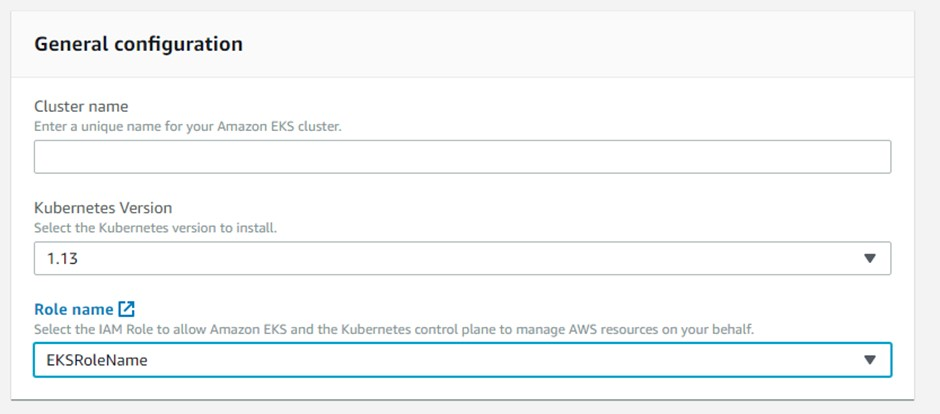 General configuration
Cluster name
Enter a unique name for your Amazon EKS cluster.
Kubernetes Version
Select the Kubernetes version to install.
1.13
Role name
Select the IAM Role to allow Amazon EKS and the Kubernetes control plane to manage AWS resources on your behalf.
EKSRoleName